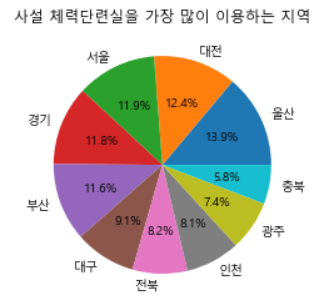 사설 체력단련실을 가장 많이 이용하는 지역
대전
서울
12.4%
11.9%
울산
13.9%
경기
11.8%
5.8%
충북
11.6%
7.4%
부산
9.1%
8.2%
8.1%
광주
대구
인천
전북